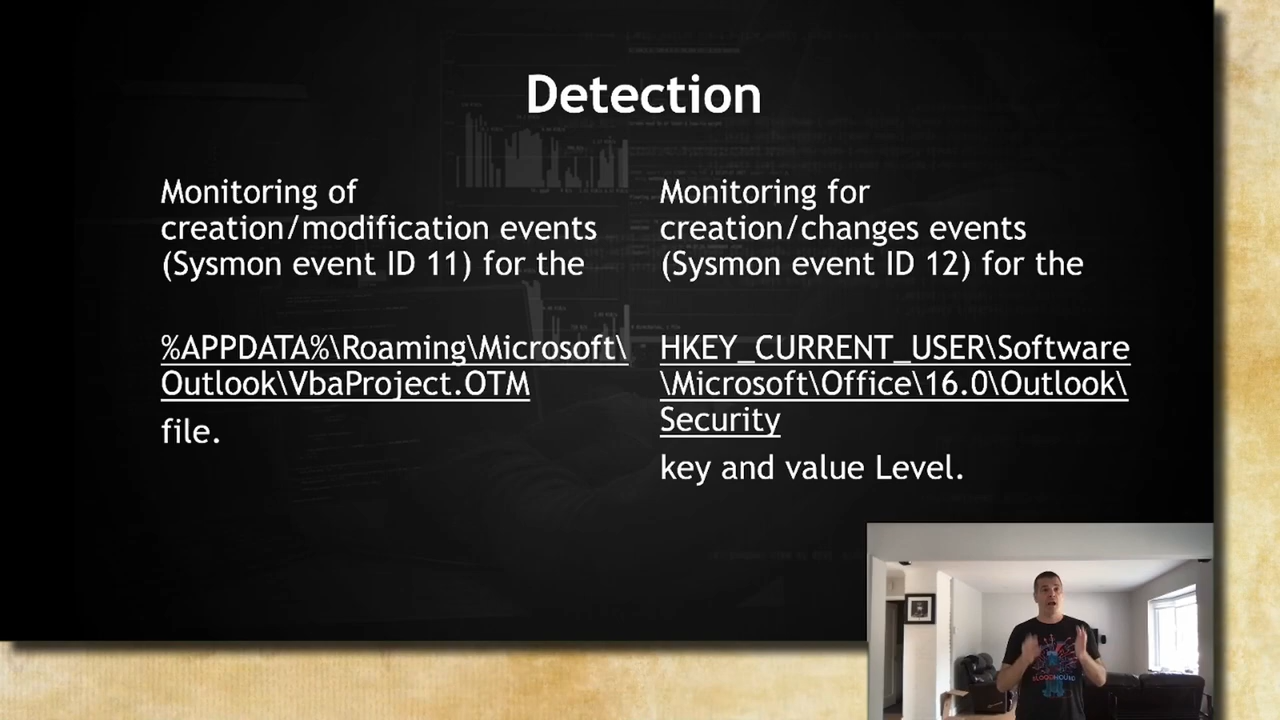 Detection
Monitoring of
creation/modification events
(Sysmon event ID 11) for the
%APPDATA%\Roaming\Microsoft\
Outlook\VbaProject.OTM
file.
Monitoring for
creation/changes events
(Sysmon event ID 12) for the
HKEY_CURRENT_USER\Software
\Microsoft\Office\16.0\Outlook\
Security
key and value Level.
BLOODHOUND